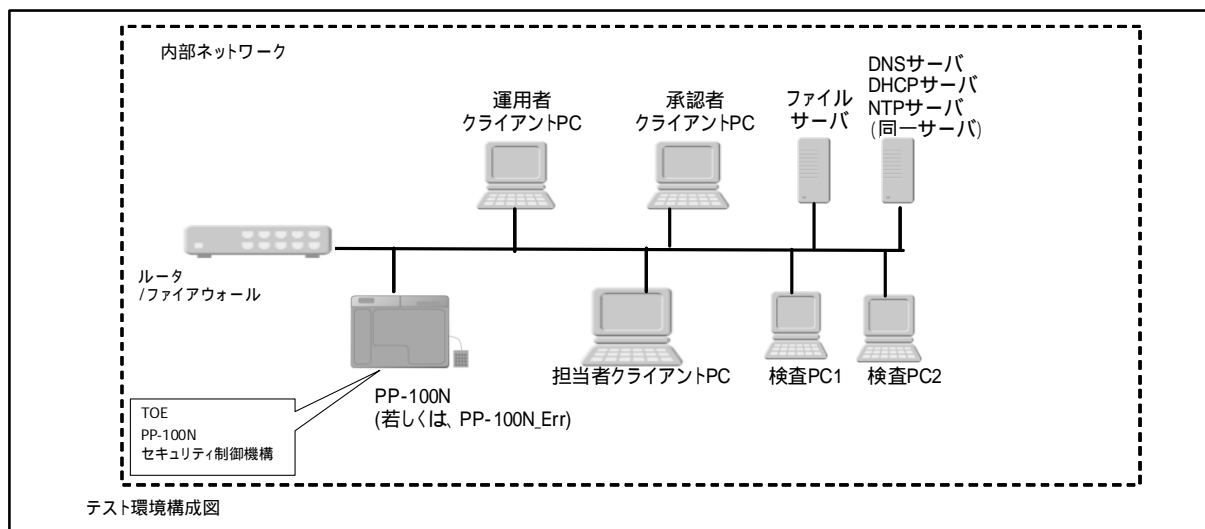 内部ネットワーク
運用者
クライアントPC
承認者
クライアントPC
ファイル
サーバ
DNSサーバ
DHCPサーバ
NTPサーバ
(同一サーバ)
ルータ
/ファイアウォール
PP-100N
(若しくは、PP-100N_Err)
担当者クライアントPC
検査PC1
検査PC2
TOE
PP-100N
セキュリティ制御機構
テスト環境構成図